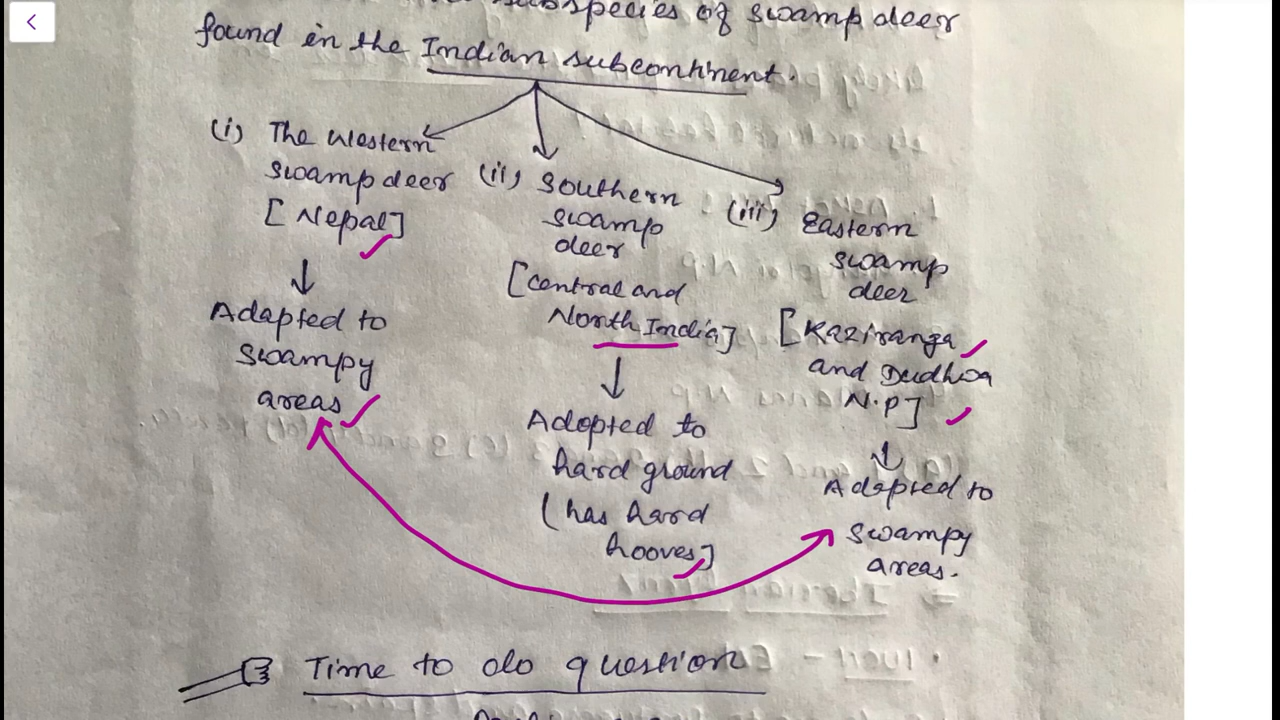 subspecies of swamp deer
found in the Indian subcontinent.
(i) The Western
swamp deer
[Nepal]
Adapted to
swampy
areas
(ii) Southern
swamp
deer
[Central and
North India]
Adopted to
hard ground
(has hard
hooves]
(iii) Eastern
swamp
deer
[Kaziranga
and Dudhwa
N.P]
Adapted to
swampy
areas.
Time to do question